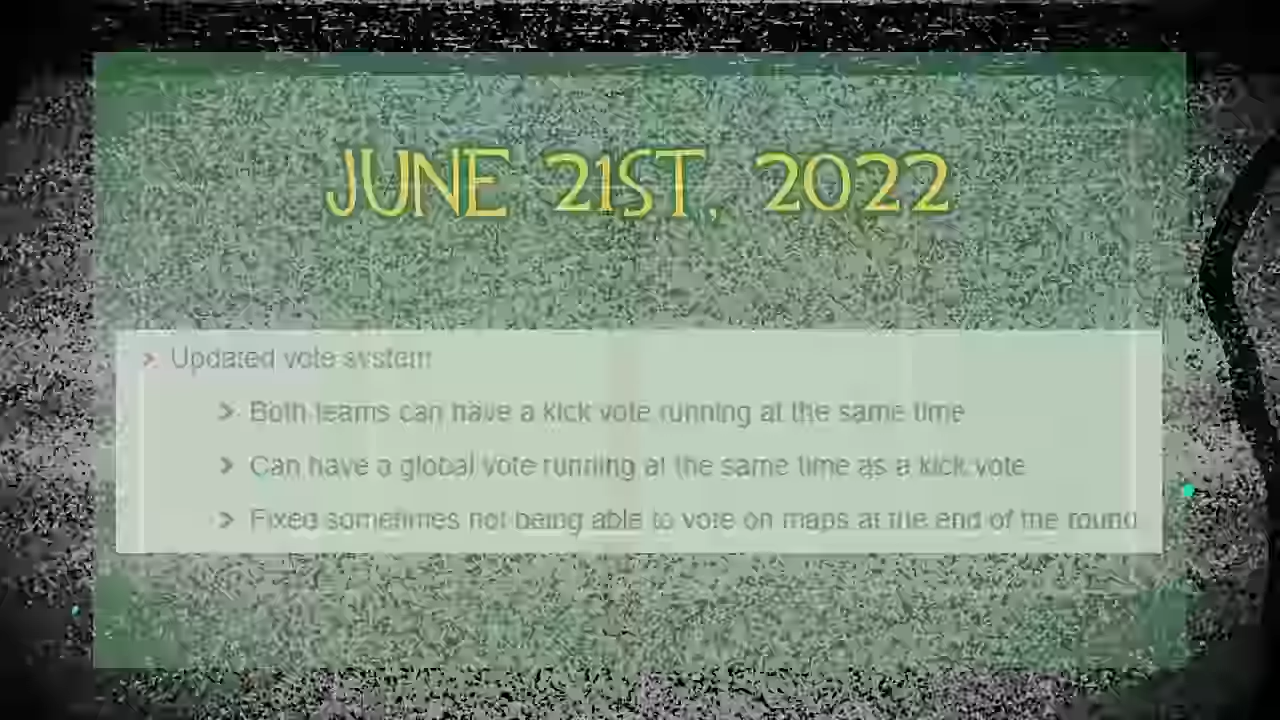 JUNE 21ST, 2022
> Updated vote system
> Both teams can have a kick vote running at the same time
> Can have a global vote running at the same time as a kick vote
> Fixed sometimes not being able to vote on maps at the end of the round